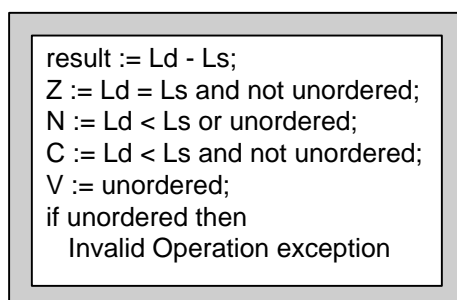 result := Ld - Ls;
Z := Ld = Ls and not unordered;
N := Ld < Ls or unordered;
C := Ld < Ls and not unordered;
V := unordered;
if unordered then
Invalid Operation exception